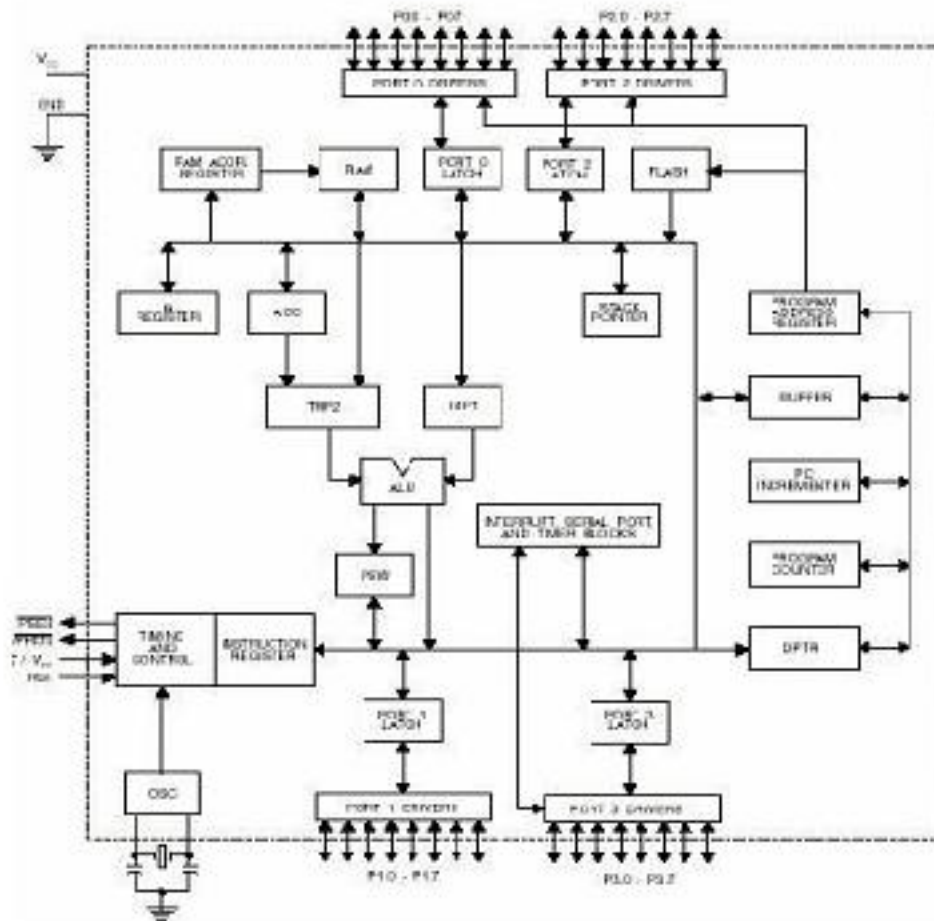 P0.0 - P0.7
P2.0 - P2.7
VCC
GND
PORT 0 DRIVERS
PORT 2 DRIVERS
RAM ADDR.
REGISTER
RAM
PORT 0
LATCH
PORT 2
LATCH
FLASH
B
REGISTER
ACC
STACK
POINTER
PROGRAM
ADDRESS
REGISTER
TMP2
TMP1
BUFFER
ALU
PC
INCREMENTER
INTERRUPT, SERIAL PORT,
AND TIMER BLOCKS
PSW
PROGRAM
COUNTER
PSEN
TIMING
AND
CONTROL
INSTRUCTION
REGISTER
DPTR
RST
PORT 1
LATCH
PORT 3
LATCH
OSC
PORT 1 DRIVERS
PORT 3 DRIVERS
P1.0 - P1.7
P3.0 - P3.7